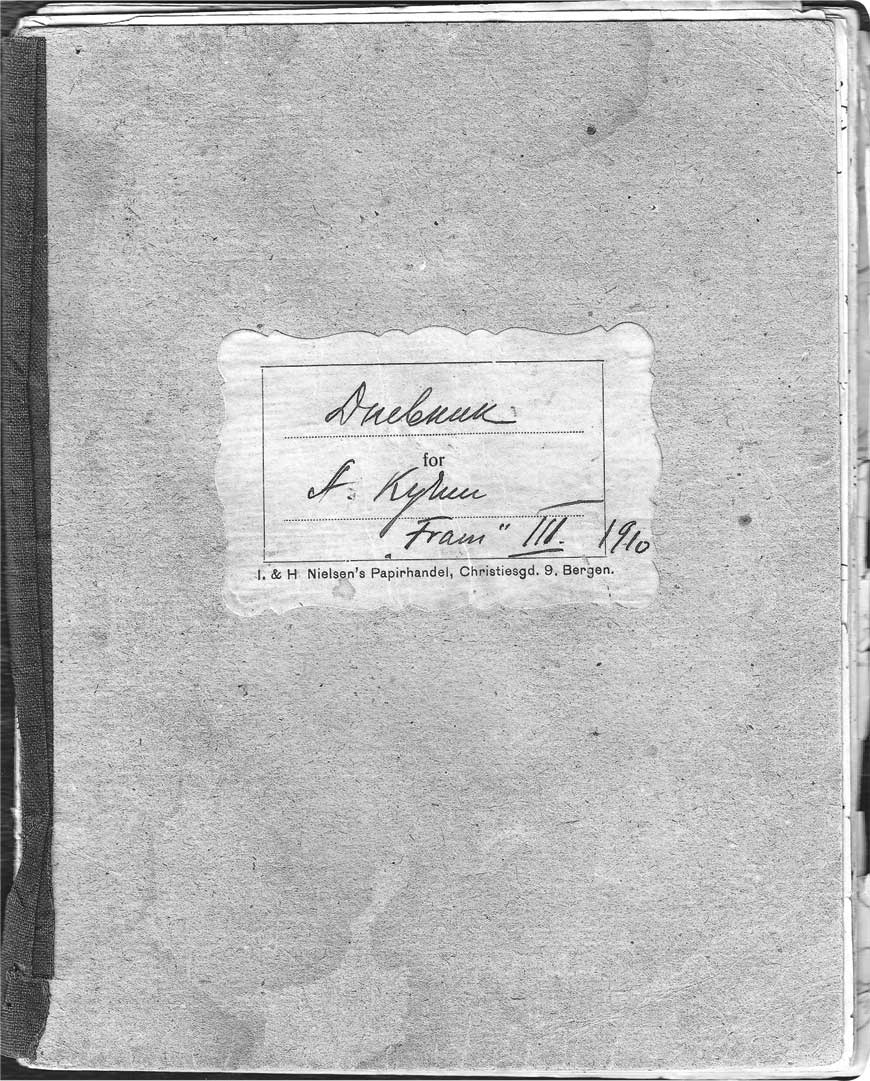 Дневник
for
А. Кучин
„Fram" III. 1910
I. & H. Nielsen's Papirhandel, Christiesgd. 9, Bergen.